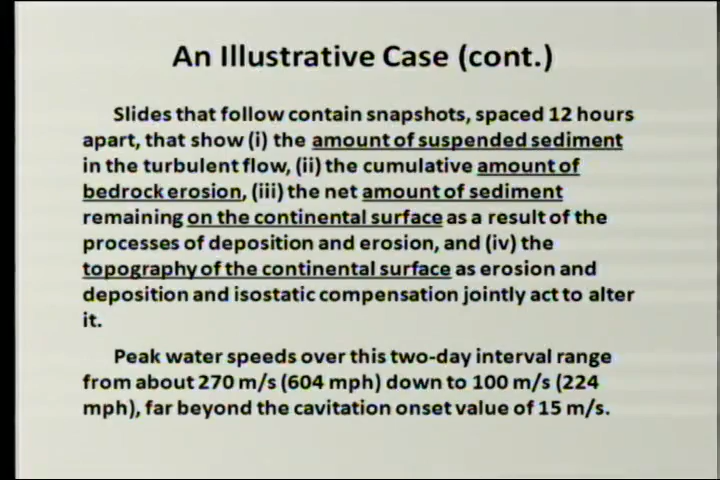 An Illustrative Case (cont.)
Slides that follow contain snapshots, spaced 12 hours
apart, that show (i) the amount of suspended sediment
in the turbulent flow, (ii) the cumulative amount of
bedrock erosion, (iii) the net amount of sediment
remaining on the continental surface as a result of the
processes of deposition and erosion, and (iv) the
topography of the continental surface as erosion and
deposition and isostatic compensation jointly act to alter
it.
Peak water speeds over this two-day interval range
from about 270 m/s (604 mph) down to 100 m/s (224
mph), far beyond the cavitation onset value of 15 m/s.